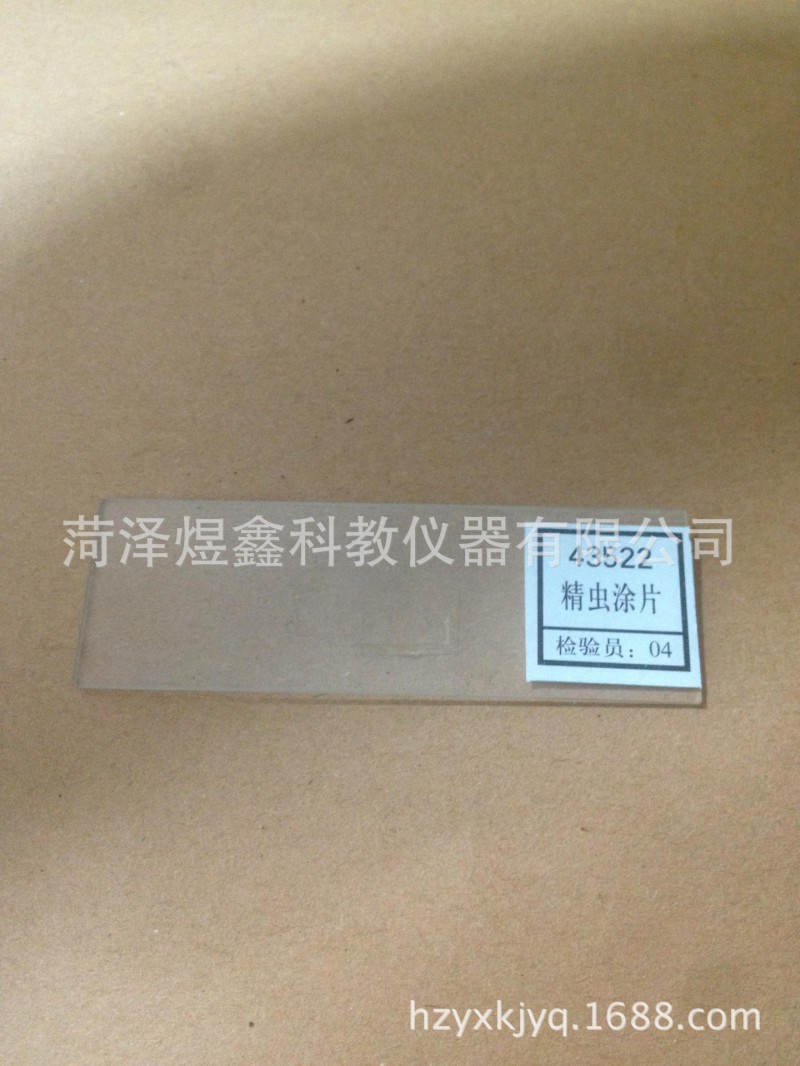 菏泽煜鑫科教仪器有限公司
43522
精虫涂片
检验员：04
hzyxkjyq.1688.com